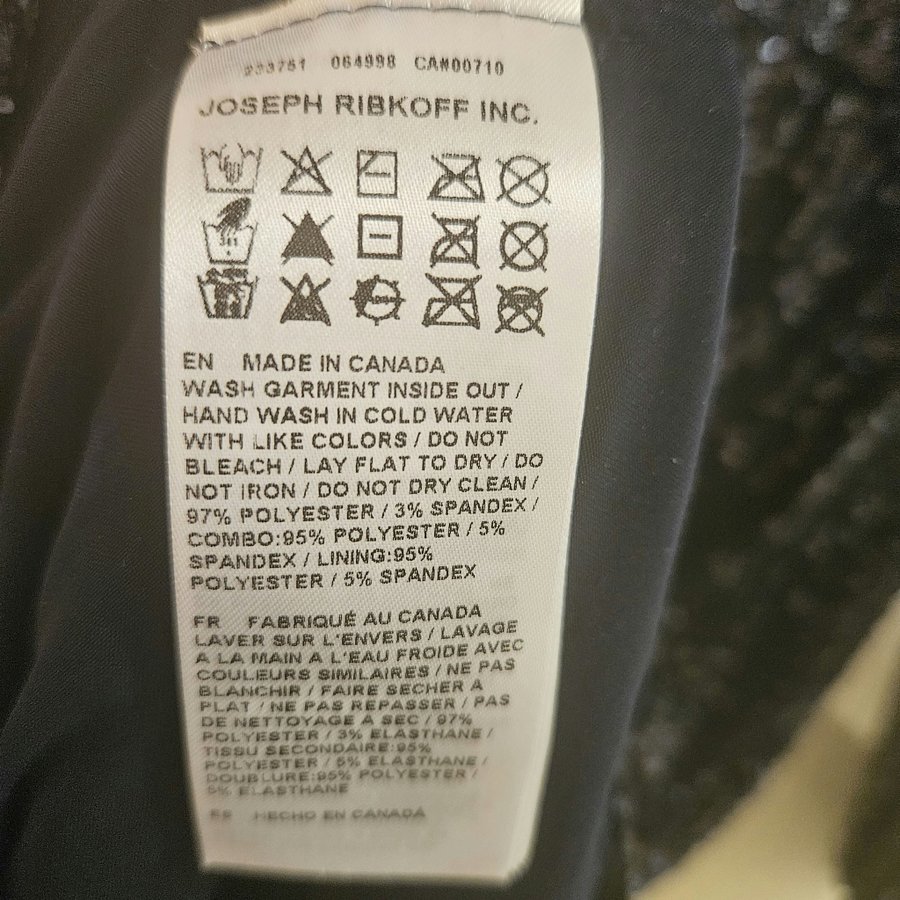 233751 064998 CA#00710
JOSEPH RIBKOFF INC.
EN MADE IN CANADA
WASH GARMENT INSIDE OUT /
HAND WASH IN COLD WATER
WITH LIKE COLORS / DO NOT
BLEACH / LAY FLAT TO DRY / DO
NOT IRON / DO NOT DRY CLEAN /
97% POLYESTER / 3% SPANDEX /
COMBO:95% POLYESTER / 5%
SPANDEX / LINING:95%
POLYESTER / 5% SPANDEX
FR FABRIQUÉ AU CANADA
LAVER SUR L'ENVERS / LAVAGE
A LA MAIN A L'EAU FROIDE AVEC
COULEURS SIMILAIRES / NE PAS
BLANCHIR / FAIRE SECHER A
PLAT / NE PAS REPASSER / PAS
DE NETTOYAGE A SEC / 97%
POLYESTER / 3% ELASTHANE /
TISSU SECONDAIRE:95%
POLYESTER / 5% ELASTHANE /
DOUBLURE:95% POLYESTER /
5% ELASTHANE
ES HECHO EN CANADÁ